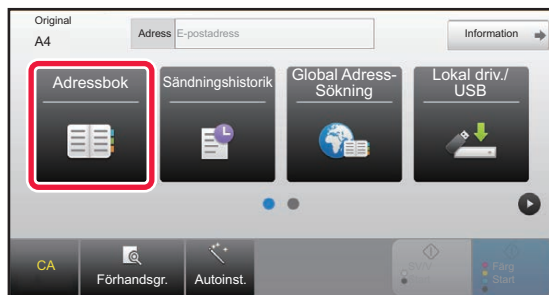 Original
A4
Adress E-postadress
Information
Adressbok
Sändningshistorik
Global Adress-
Sökning
Lokal driv./
USB
CA
Förhandsgr.
Autoinst.
Färg
Start